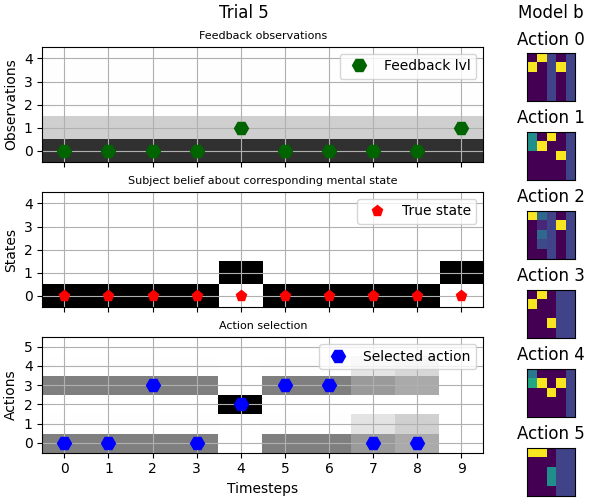 Trial 5
Feedback observations
Observations
4
3
2
1
0
Feedback lvl
Subject belief about corresponding mental state
States
4
3
2
1
0
True state
Action selection
Actions
5
4
3
2
1
0
Selected action
0 1 2 3 4 5 6 7 8 9
Timesteps
Model b
Action 0
Action 1
Action 2
Action 3
Action 4
Action 5